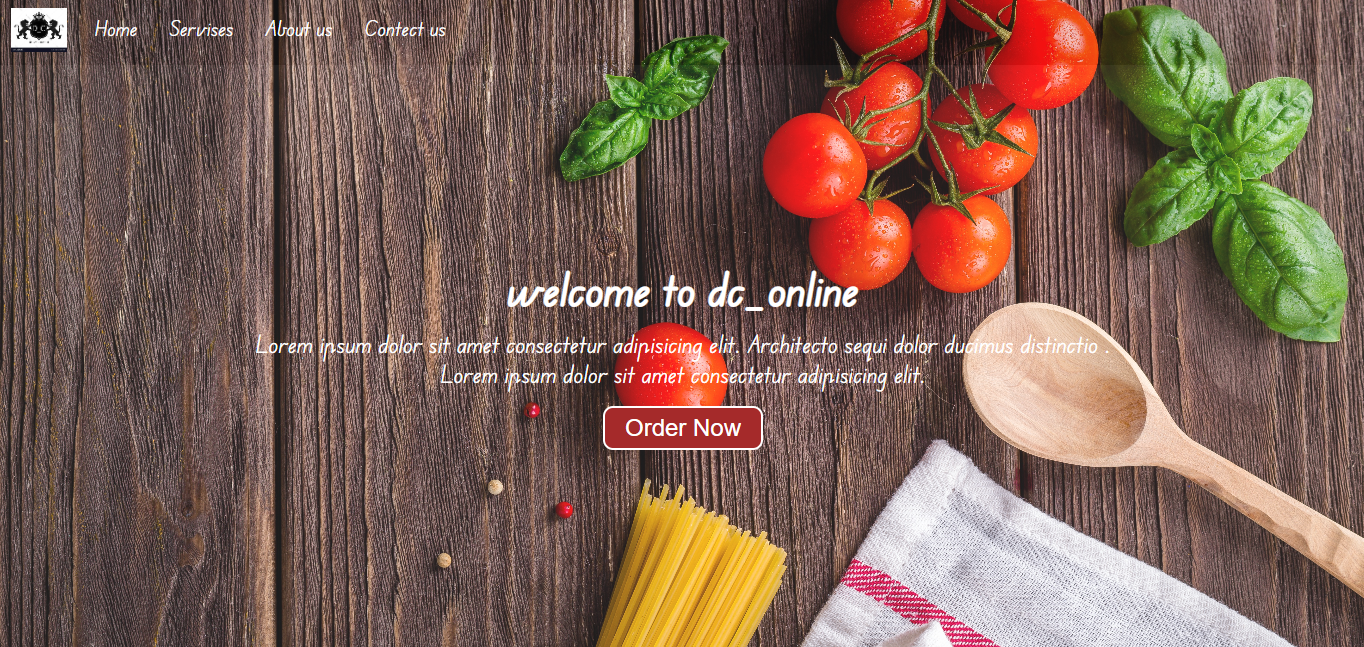 Home Servises About us Contact us
welcome to dc_online
Lorem ipsum dolor sit amet consectetur adipisicing elit. Architecto sequi dolor ducimus distinctio .
Lorem ipsum dolor sit amet consectetur adipisicing elit.
Order Now